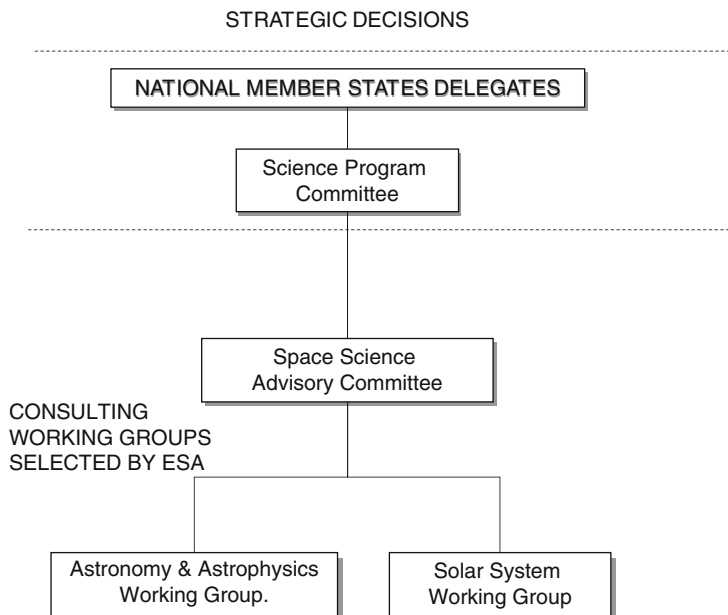 STRATEGIC DECISIONS
NATIONAL MEMBER STATES DELEGATES
Science Program
Committee
Space Science
Advisory Committee
CONSULTING
WORKING GROUPS
SELECTED BY ESA
Astronomy & Astrophysics
Working Group.
Solar System
Working Group